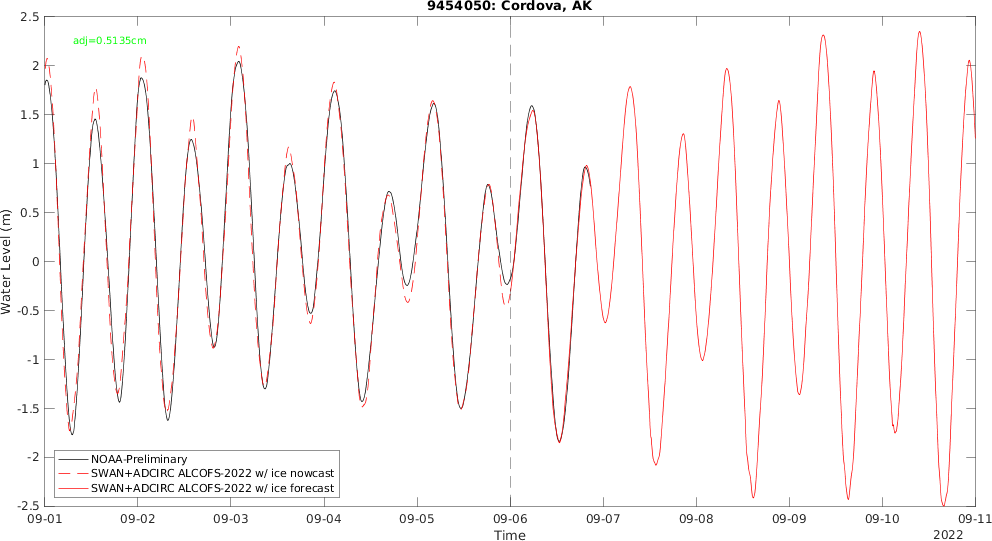 9454050: Cordova, AK
adj=0.5135cm
2.5
2
1.5
1
0.5
0
-0.5
-1
-1.5
-2
-2.5
Water Level (m)
NOAA-Preliminary
SWAN+ADCIRC ALCOFS-2022 w/ ice nowcast
SWAN+ADCIRC ALCOFS-2022 w/ ice forecast
09-01 09-02 09-03 09-04 09-05 09-06 09-07 09-08 09-09 09-10 09-11
Time
2022